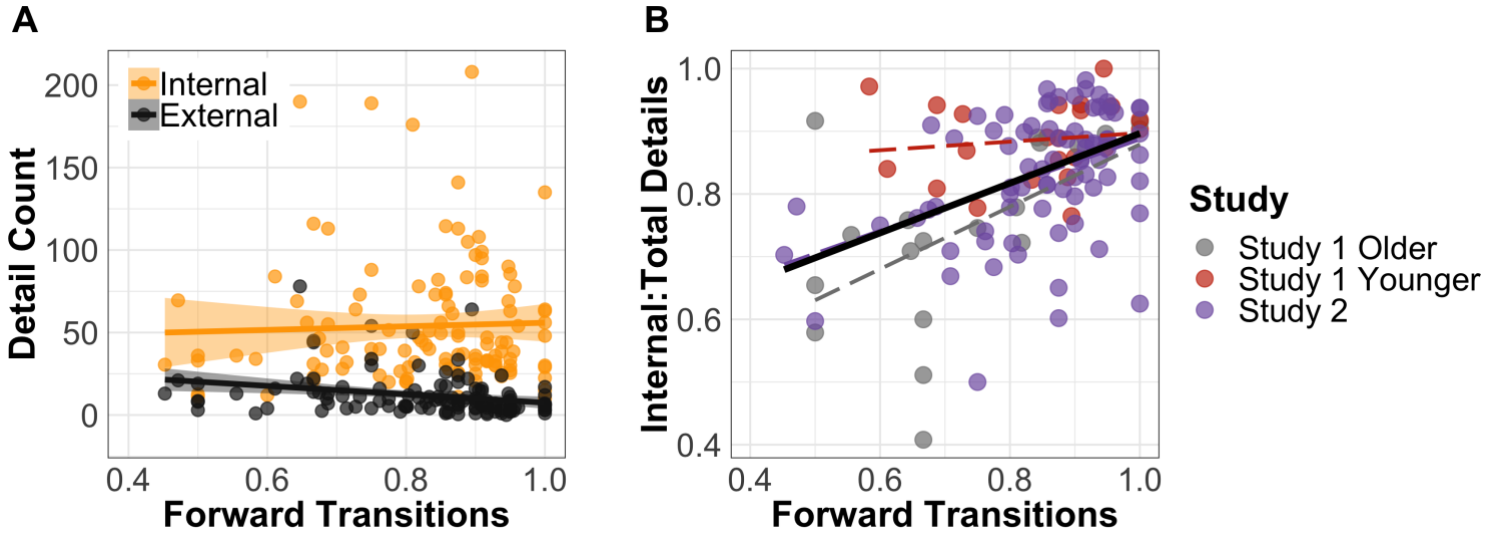 A
Detail Count
200
150
100
50
0
Internal
External
0.4
0.6
0.8
1.0
Forward Transitions
B
Internal:Total Details
1.0
0.8
0.6
0.4
0.4
0.6
0.8
1.0
Forward Transitions
Study
Study 1 Older
Study 1 Younger
Study 2